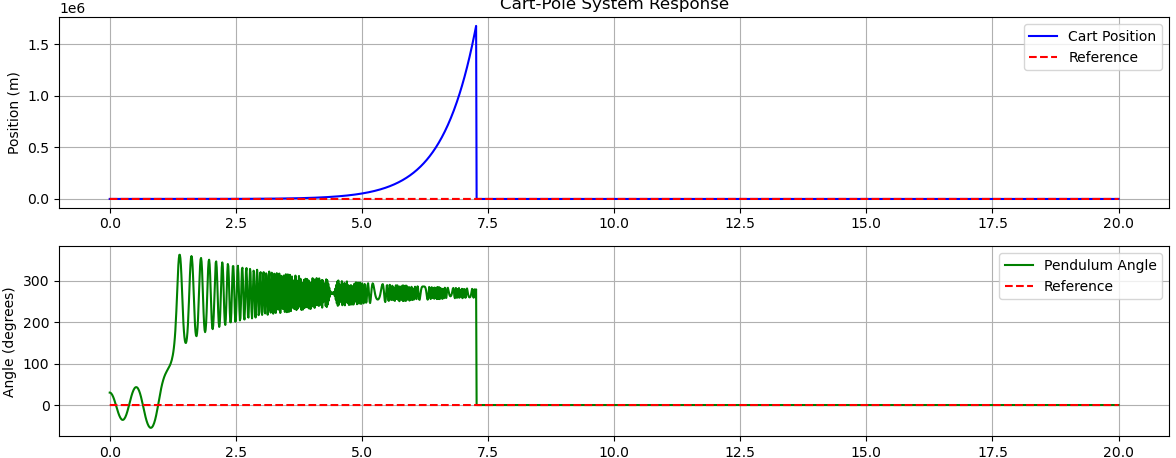 Cart-Pole System Response
1e6
1.5
1.0
0.5
0.0
Position (m)
Cart Position
Reference
0.0 2.5 5.0 7.5 10.0 12.5 15.0 17.5 20.0
300
200
100
0
Angle (degrees)
Pendulum Angle
Reference
0.0 2.5 5.0 7.5 10.0 12.5 15.0 17.5 20.0